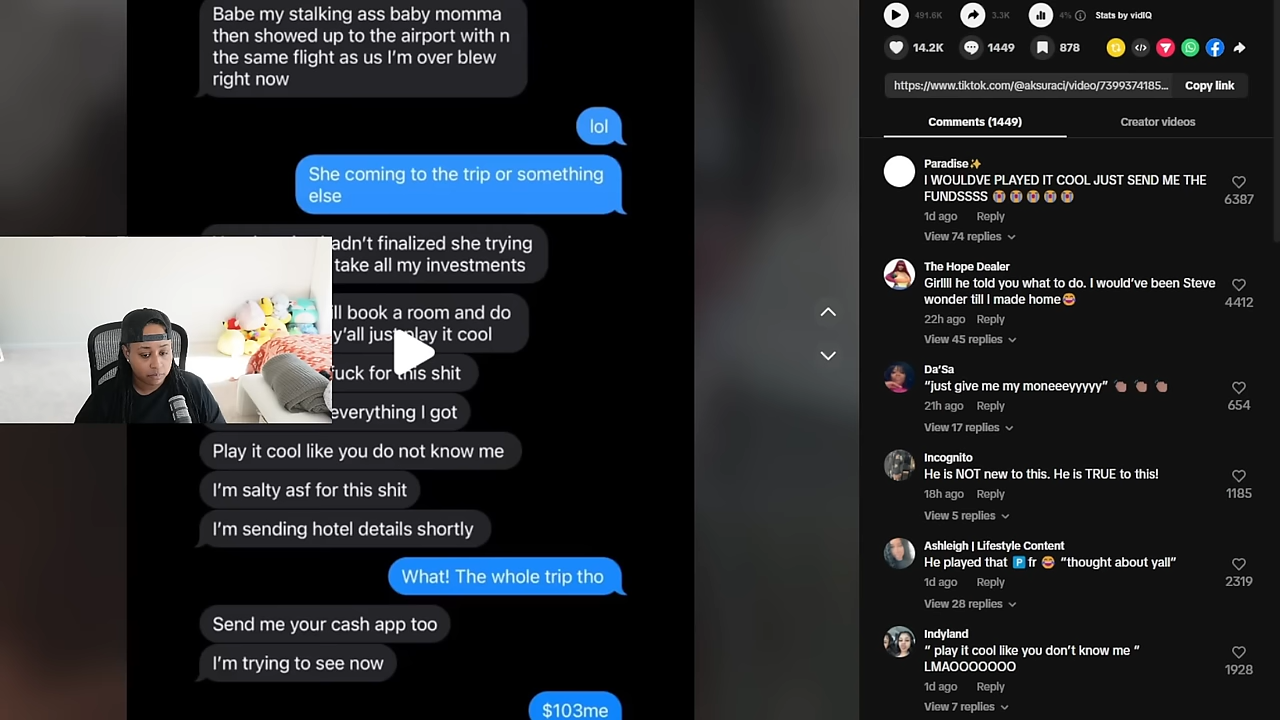 Babe my stalking ass baby momma
then showed up to the airport with n
the same flight as us I'm over blew
right now
lol
She coming to the trip or something
else
adn't finalized she trying
take all my investments
ll book a room and do
y'all just play it cool
uck for this shit
everything I got
Play it cool like you do not know me
I'm salty asf for this shit
I'm sending hotel details shortly
What! The whole trip tho
Send me your cash app too
I'm trying to see now
$103me
491.6K
3.3K
4%
Stats by vidIQ
14.2K
1449
878
https://www.tiktok.com/@aksuraci/video/7399374185...
Copy link
Comments (1449)
Creator videos
Paradise✨
I WOULDVE PLAYED IT COOL JUST SEND ME THE
FUNDSSSS 😭 😭 😭 😭 😭
6387
1d ago Reply
View 74 replies
The Hope Dealer
Girllll he told you what to do. I would've been Steve
wonder till I made home😂
4412
22h ago Reply
View 45 replies
Da'Sa
“just give me my moneeeyyyyy” 👏🏾 👏🏾 👏🏾
654
21h ago Reply
View 17 replies
Incognito
He is NOT new to this. He is TRUE to this!
1185
18h ago Reply
View 5 replies
Ashleigh | Lifestyle Content
He played that 🅿️ fr 😂 “thought about yall”
2319
1d ago Reply
View 28 replies
Indyland
“ play it cool like you don't know me “
LMAOOOOOOO
1928
1d ago Reply
View 7 replies